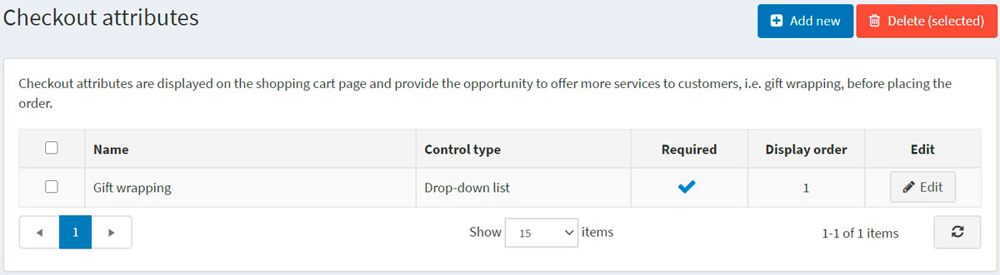 Checkout attributes
Add new
Delete (selected)
Checkout attributes are displayed on the shopping cart page and provide the opportunity to offer more services to customers, i.e. gift wrapping, before placing the
order.
Name Control type Required Display order Edit
Gift wrapping Drop-down list 1 Edit
1 Show 15 items 1-1 of 1 items